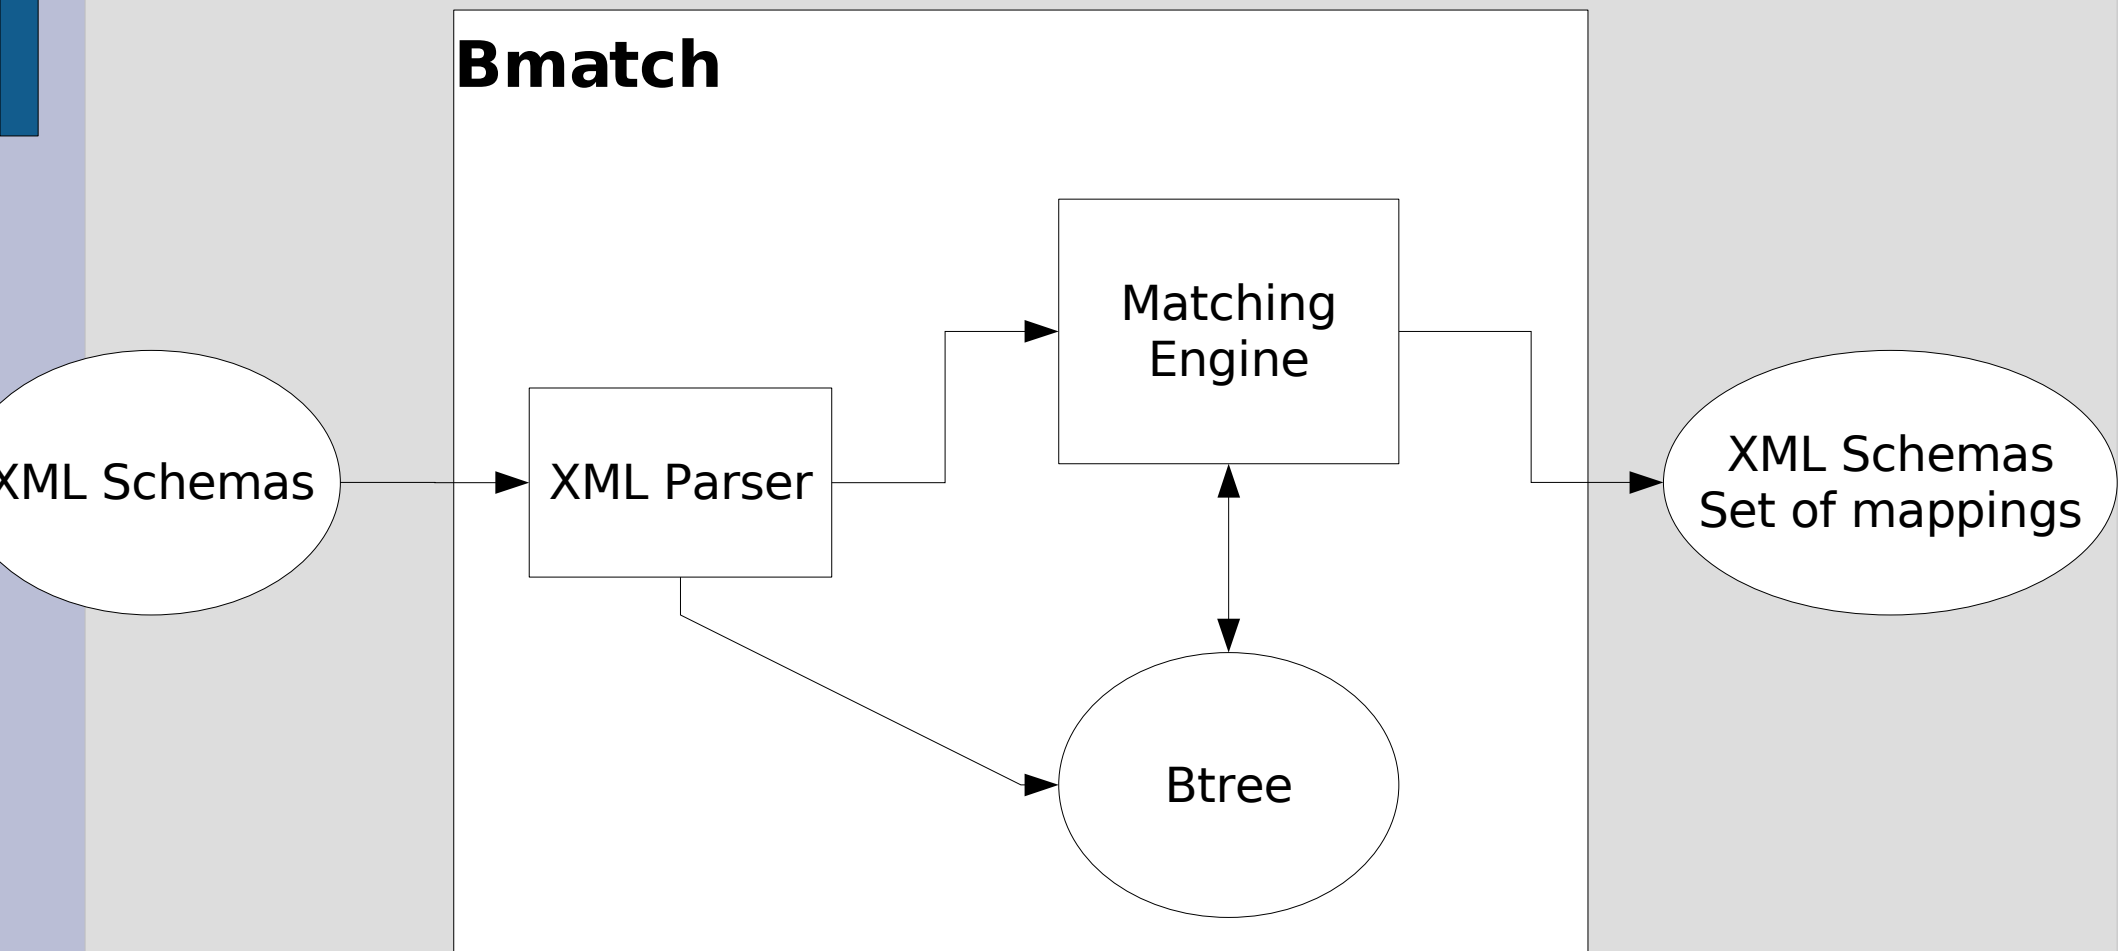 Bmatch
Matching
Engine
XML Schemas
XML Parser
XML Schemas
Set of mappings
Btree